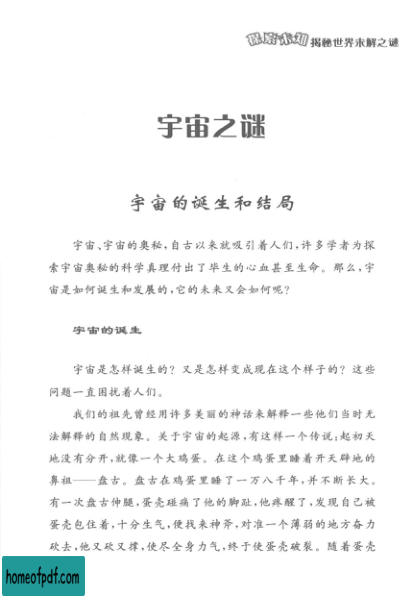 探索未知 揭秘世界未解之谜
宇宙之谜
宇宙的诞生和结局
宇宙、宇宙的奥秘,自古以来就吸引着人们,许多学者为探
索宇宙奥秘的科学真理付出了毕生的心血甚至生命。那么,宇
宙是如何诞生和发展的,它的未来又会如何呢?
宇宙的诞生
宇宙是怎样诞生的? 又是怎样变成现在这个样子的? 这些
问题一直困扰着人们。
我们的祖先曾经用许多美丽的神话来解释一些他们当时无
法解释的自然现象。关于宇宙的起源,有这样一个传说:起初天
地没有分开,就像一个大鸡蛋。在这个鸡蛋里睡着开天辟地的
鼻祖——盘古。盘古在鸡蛋里睡了一万八千年,并不断长大。
有一次盘古伸腿,蛋壳碰痛了他的脚趾,他疼醒了,发现自己被
蛋壳包住着,十分生气,便找来神斧,对准一个薄弱的地方奋力
砍去,他又砍又撑,使尽全身力气,终于使蛋壳破裂。随着蛋壳
homeofpdf.com